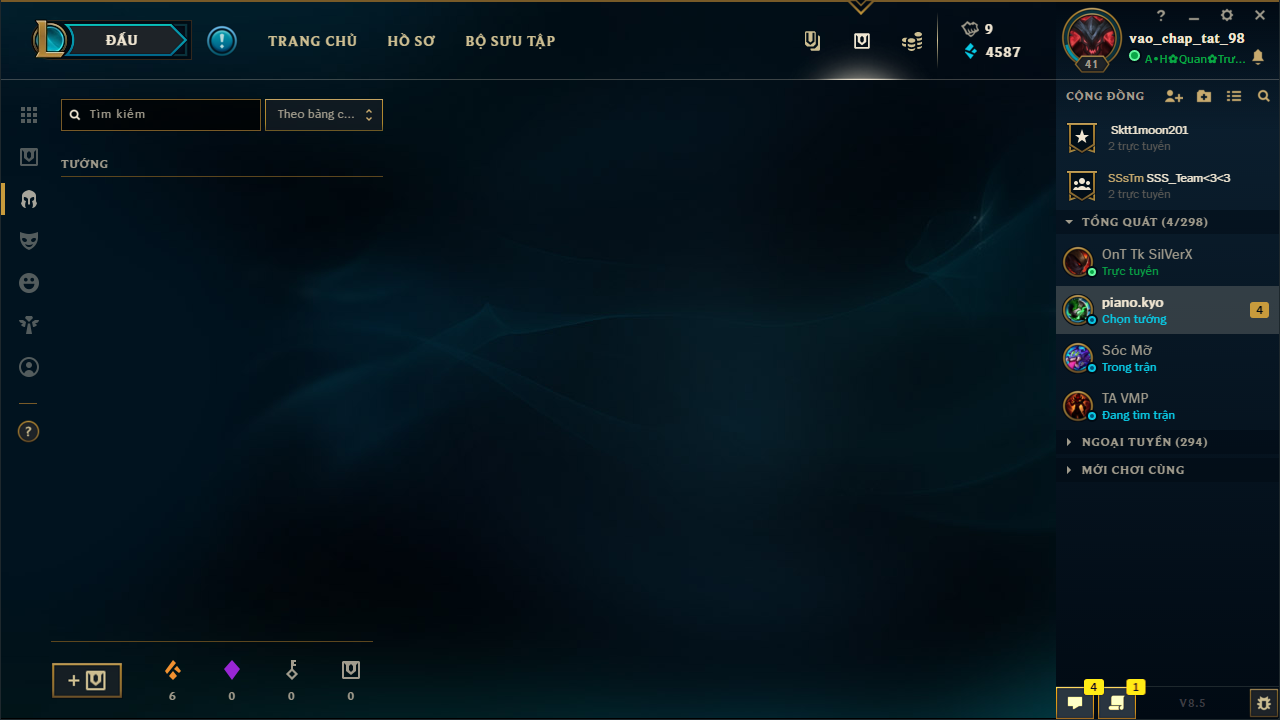 ĐẤU
TRANG CHỦ
HỒ SƠ
BỘ SƯU TẬP
9
4587
41
vao_chap_tat_98
A•H✿Quan✿Trư...
Tìm kiếm
Theo bảng c...
TƯỚNG
CỘNG ĐỒNG
Sktt1moon201
2 trực tuyến
SSsTm SSS_Team<3<3
2 trực tuyến
TỔNG QUÁT (4/298)
OnT Tk SilVerX
Trực tuyến
piano.kyo
Chọn tướng
4
Sóc Mỡ
Trong trận
TA VMP
Đang tìm trận
NGOẠI TUYẾN (294)
MỚI CHƠI CÙNG
6
0
0
0
4
1
V8.5